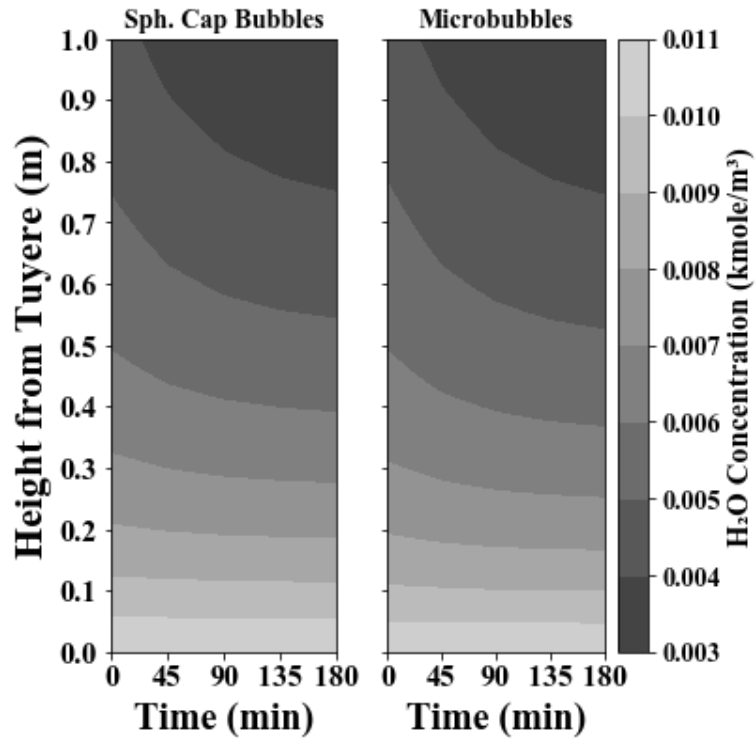 Sph. Cap Bubbles
Microbubbles
Height from Tuyere (m)
1.0
0.9
0.8
0.7
0.6
0.5
0.4
0.3
0.2
0.1
0.0
0 45 90 135 180
0 45 90 135 180
Time (min)
Time (min)
0.011
0.010
0.009
0.008
0.007
0.006
0.005
0.004
0.003
H₂O Concentration (kmole/m³)